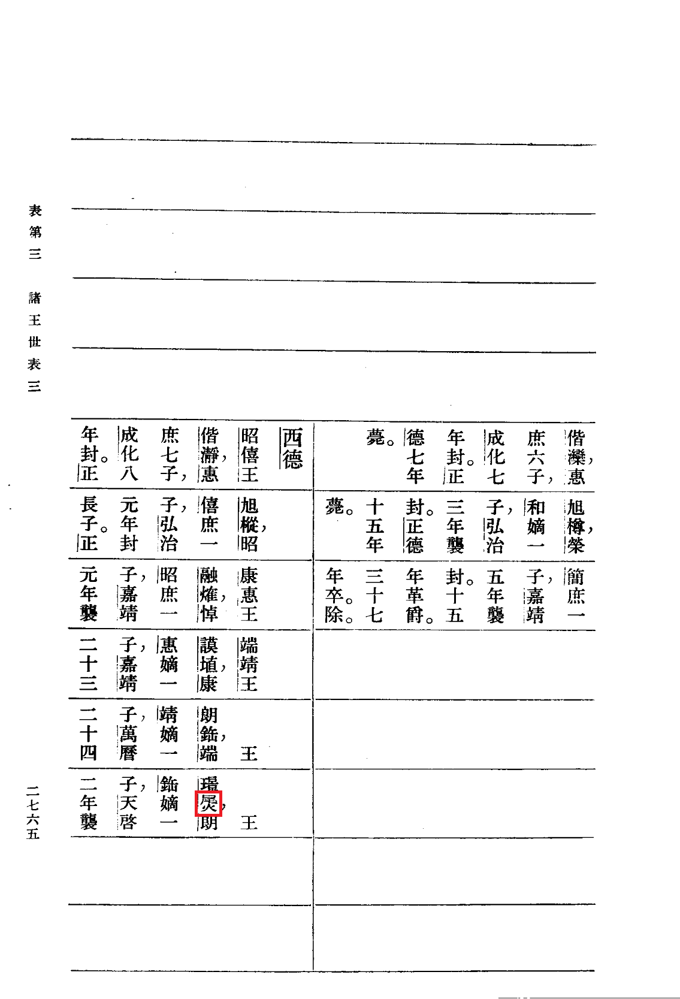 偕灤，惠
庶六子，
成化七
年封。正
德七年
薨。
旭樽，榮
和嫡一
子，弘治
三年襲
封。正德
十五年
薨。
簡庶一
子，嘉靖
五年襲
封。十五
年革爵。
三十七
年卒。除。
西德
昭僖王
偕瀞，惠
庶七子，
成化八
年封。正
旭樅，昭
僖庶一
子，弘治
元年封
長子。正
康惠王
融，悼
昭庶一
子，嘉靖
元年襲
端靖王
謨埴，康
惠嫡一
子，嘉靖
二十三
王
朗，端
靖嫡一
子，萬曆
二十四
王
璟，朗
嫡一
子，天啓
二年襲
表第三　諸王世表三
二七六五